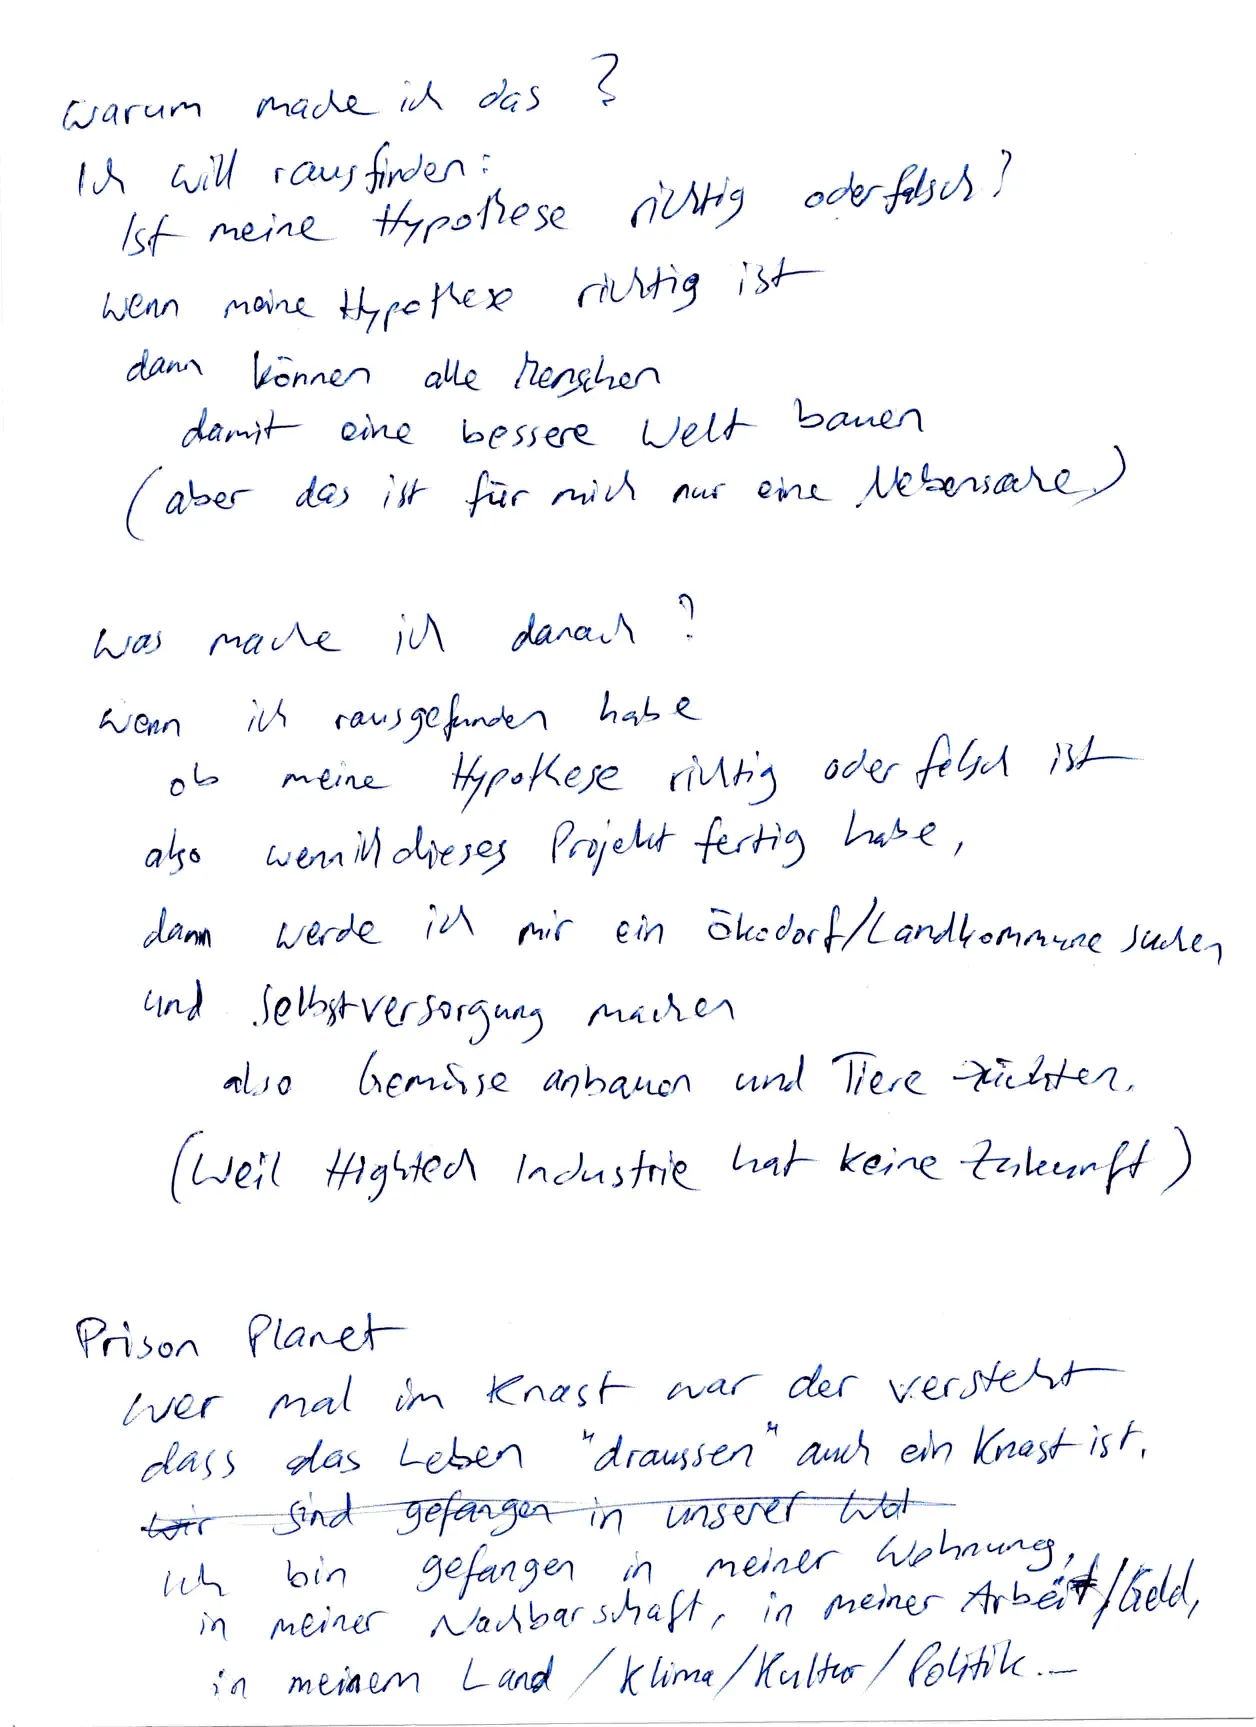 Warum mache ich das ?
Ich will rausfinden:
Ist meine Hypothese richtig oder falsch?
wenn meine Hypothese richtig ist
dann können alle Menschen
damit eine bessere Welt bauen
(aber das ist für mich nur eine Nebensache)
Was mache ich danach ?
wenn ich rausgefunden habe
ob meine Hypothese richtig oder falsch ist
also wenn ich dieses Projekt fertig habe,
dann werde ich mir ein Ökodorf/Landkommune suchen
und Selbstversorgung machen
also Gemüse anbauen und Tiere züchten.
(Weil Hightech Industrie hat keine Zukunft)
Prison Planet
Wer mal im Knast war der versteht
dass das Leben "draussen" auch ein Knast ist.
wir sind gefangen in unserer Wel
Ich bin gefangen in meiner Wohnung,
in meiner Nachbarschaft, in meiner Arbeit/Geld,
in meinem Land / Klima / Kultur / Politik...